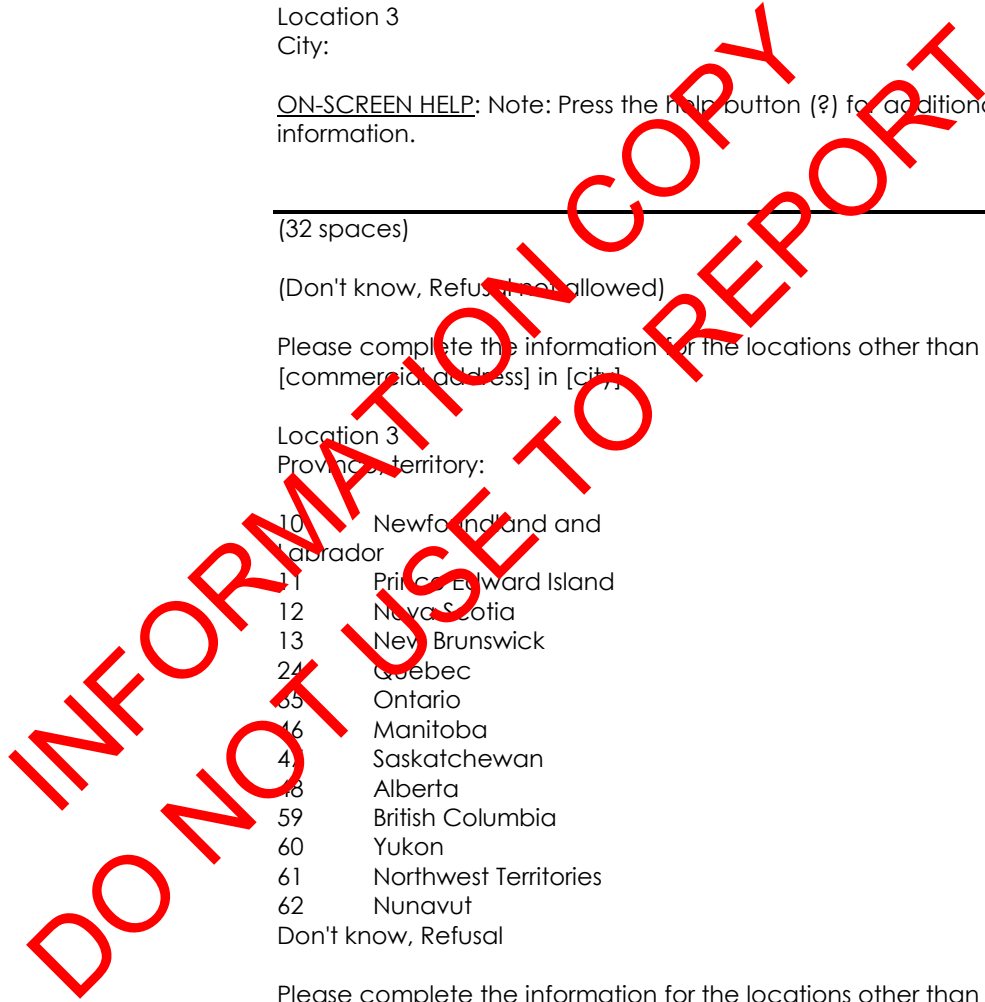 Location 3
City:
ON-SCREEN HELP: Note: Press the help button (?) for additiona
information.
(32 spaces)
(Don't know, Refusal not allowed)
Please complete the information for the locations other than
[commercial address] in [city]
Location 3
Province, territory:
10 Newfoundland and
Labrador
11 Prince Edward Island
12 Nova Scotia
13 New Brunswick
24 Quebec
35 Ontario
46 Manitoba
47 Saskatchewan
48 Alberta
59 British Columbia
60 Yukon
61 Northwest Territories
62 Nunavut
Don't know, Refusal
Please complete the information for the locations other than
INFORMATION COPY
DO NOT USE TO REPORT